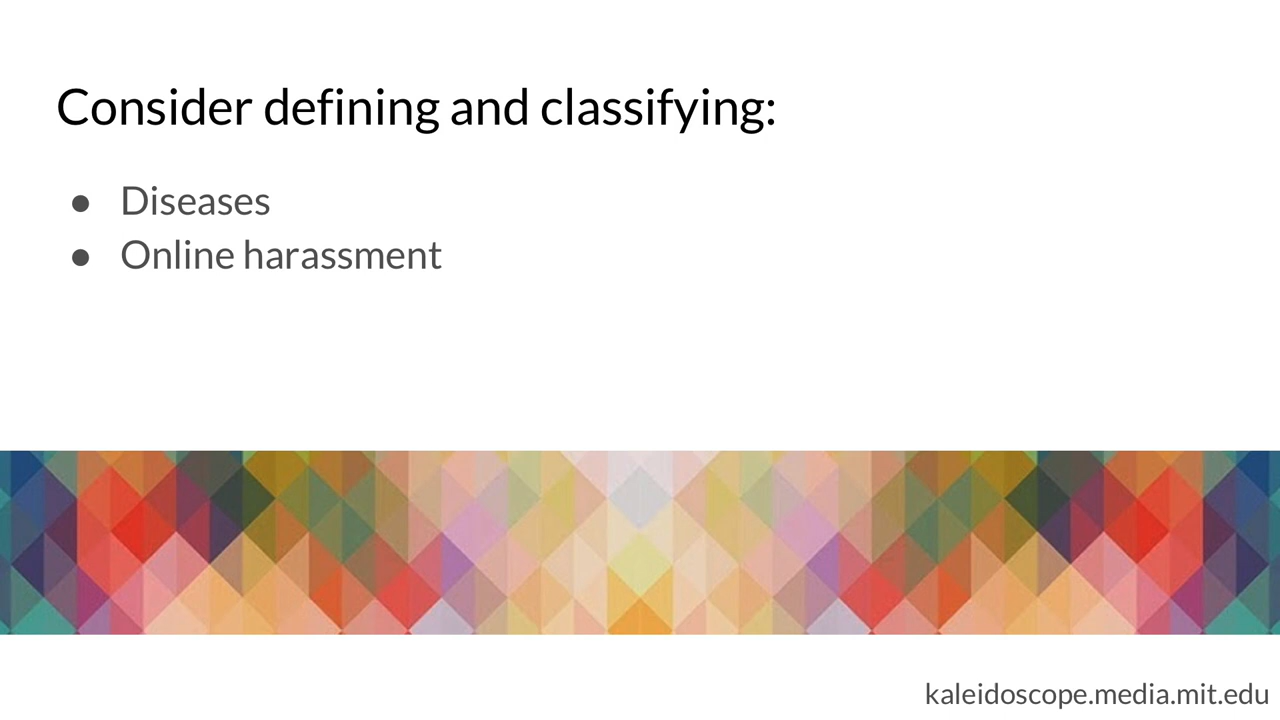 Consider defining and classifying:
● Diseases
● Online harassment
kaleidoscope.media.mit.edu